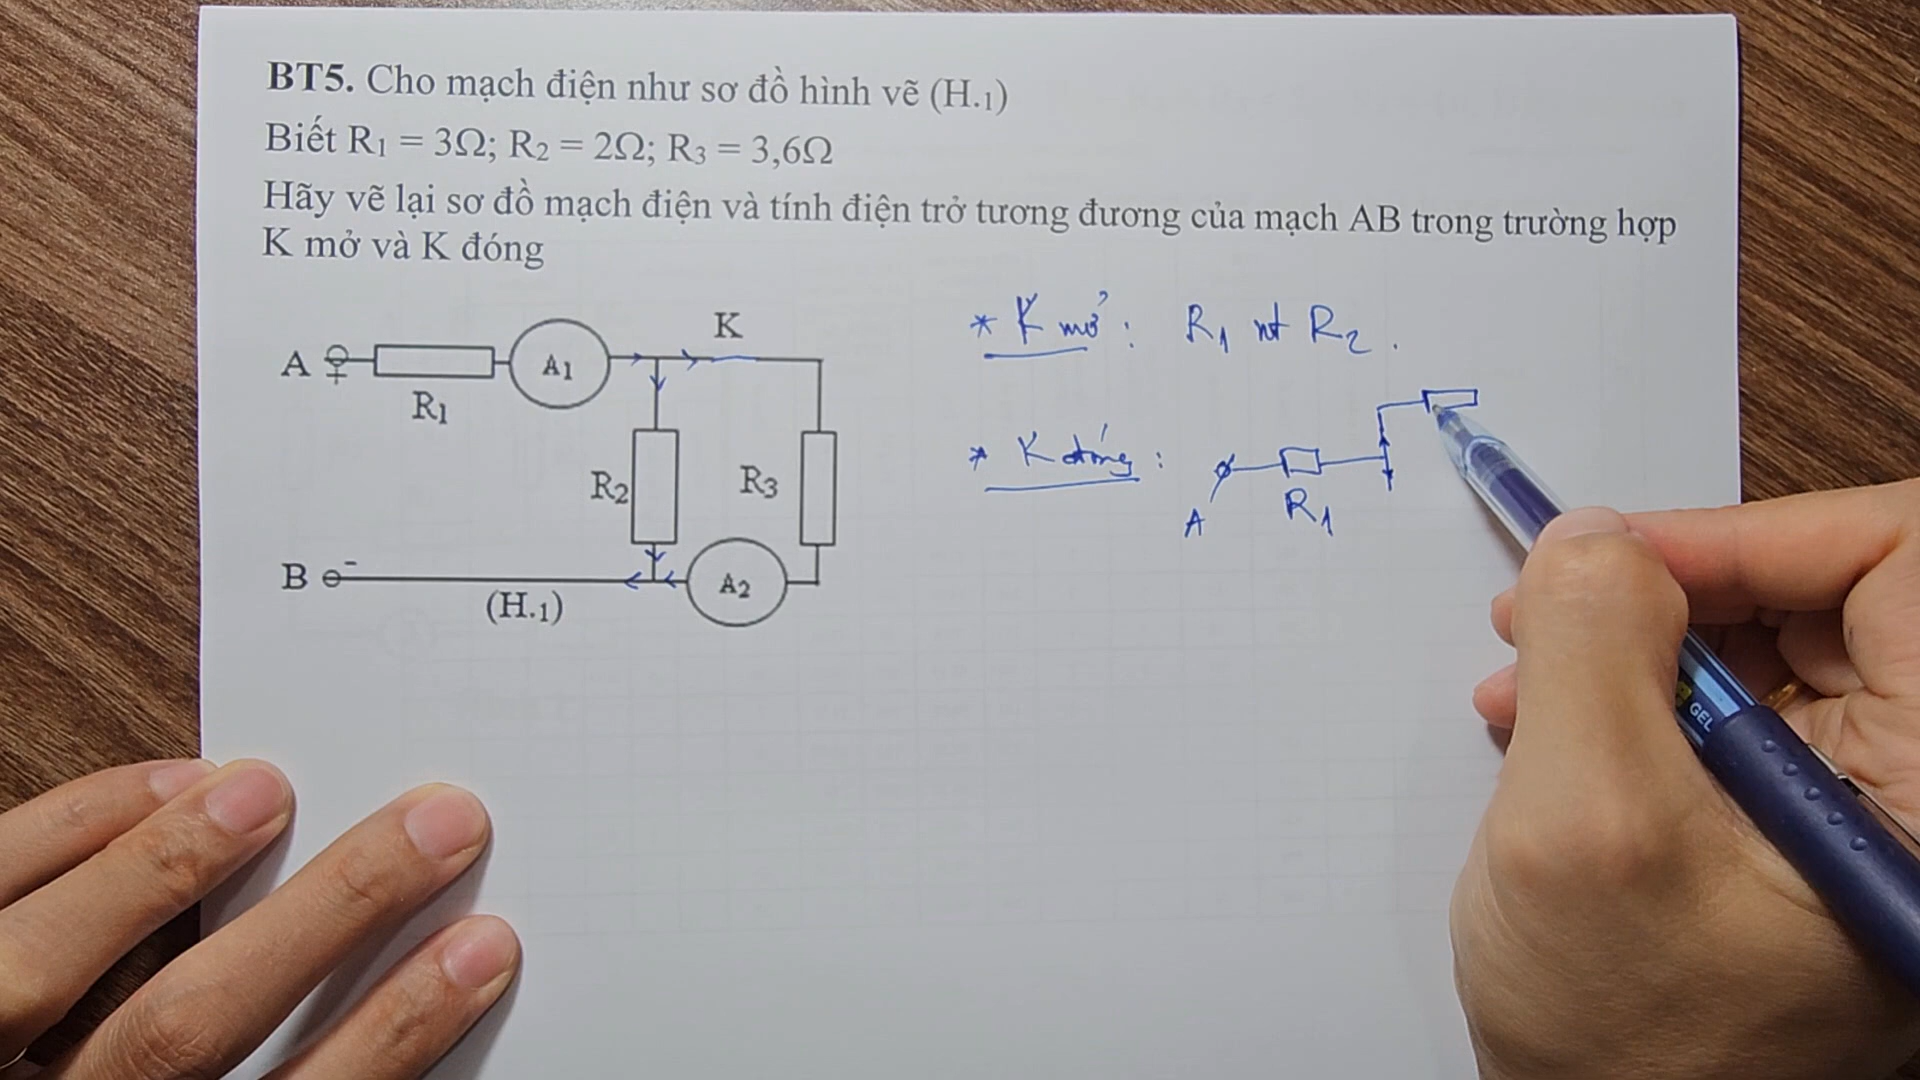 BT5. Cho mạch điện như sơ đồ hình vẽ (H.1)
Biết R1 = 3Ω; R2 = 2Ω; R3 = 3,6Ω
Hãy vẽ lại sơ đồ mạch điện và tính điện trở tương đương của mạch AB trong trường hợp
K mở và K đóng
K
A
+
A1
R1
R2
R3
B
-
A2
(H.1)
* K mở: R1 nt R2.
* K đóng:
A
R1
GEL